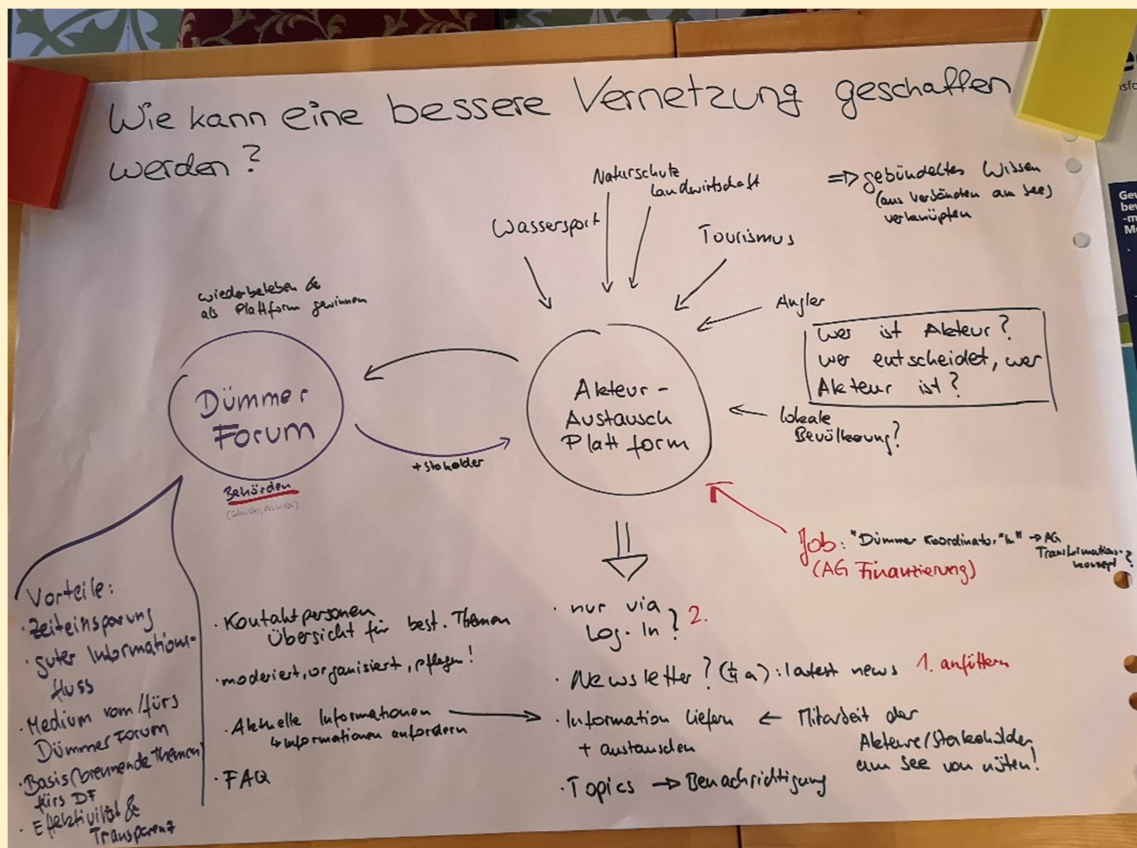 Wie kann eine bessere Vernetzung geschaffen
werden?
Naturschutz
Landwirtschaft
Wassersport
Tourismus
Angler
Lokale
Bevölkerung?
=> gebündeltes Wissen
(aus Verbänden am See)
verknüpfen
Wer ist Akteur?
wer entscheidet, wer
Akteur ist?
wiederbeleben &
als Plattform gewinnen
Dümmer
Forum
Behörden
+ Stakolder
Akteur-
Austausch
Plattform
Job: "Dümmer Koordinator*In" → AG
Transformations-
konzept?
(AG Finanzierung)
Vorteile:
· Zeiteinsparung
· guter Informations-
fluss
· Medium vom/fürs
Dümmer Forum
· Basis (brennende Themen)
fürs DF
· Effektivität &
Transparenz
· Kontaktpersonen
Übersicht für best. Themen
· moderiert, organisiert, pflegen!
· Aktuelle Informationen
↳ Informationen anfordern
· FAQ
· nur via
Log-In? 2.
· Newsletter? (¼ a): latest news 1. anfüttern
· Information liefern ← Mitarbeit der
+ austauschen
Akteure/Stakeholder
am See von nöten!
· Topics → Benachrichtigung